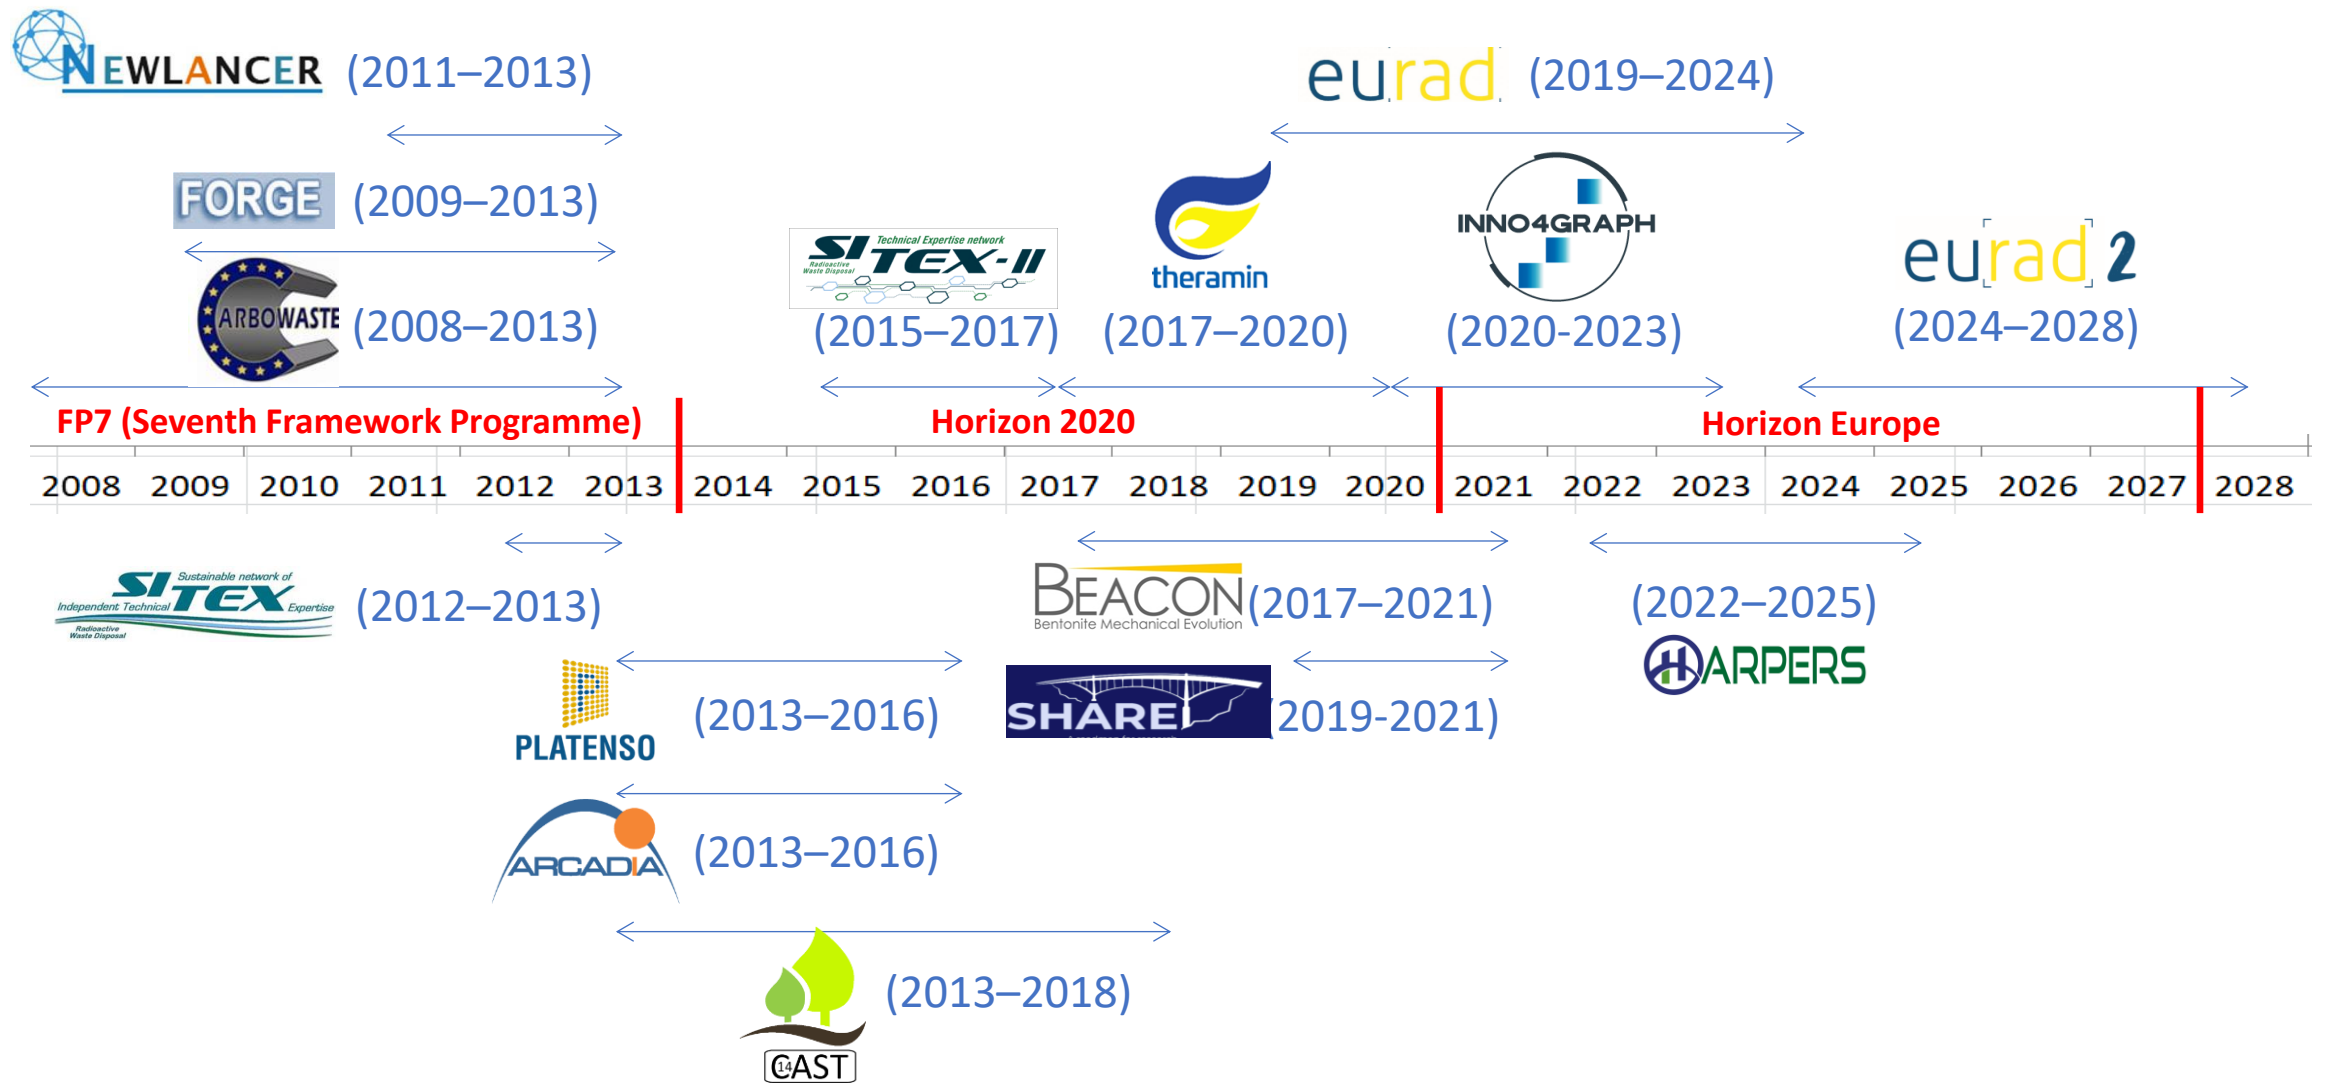 NEWLANCER (2011–2013)
eurad (2019–2024)
FORGE (2009–2013)
CARBOWASTE (2008–2013)
SITEX-II
Technical Expertise network
Radioactive
Waste Disposal
(2015–2017)
theramin
(2017–2020)
INNO4GRAPH
(2020-2023)
eurad 2
(2024–2028)
FP7 (Seventh Framework Programme)
Horizon 2020
Horizon Europe
2008 2009 2010 2011 2012 2013 2014 2015 2016 2017 2018 2019 2020 2021 2022 2023 2024 2025 2026 2027 2028
SITEX
Sustainable network of
Independent Technical Expertise
Radioactive
Waste Disposal
(2012–2013)
BEACON
Bentonite Mechanical Evolution
(2017–2021)
(2022–2025)
HARPERS
PLATENSO
(2013–2016)
SHARE
(2019-2021)
ARCADIA
(2013–2016)
(2013–2018)
14
CAST